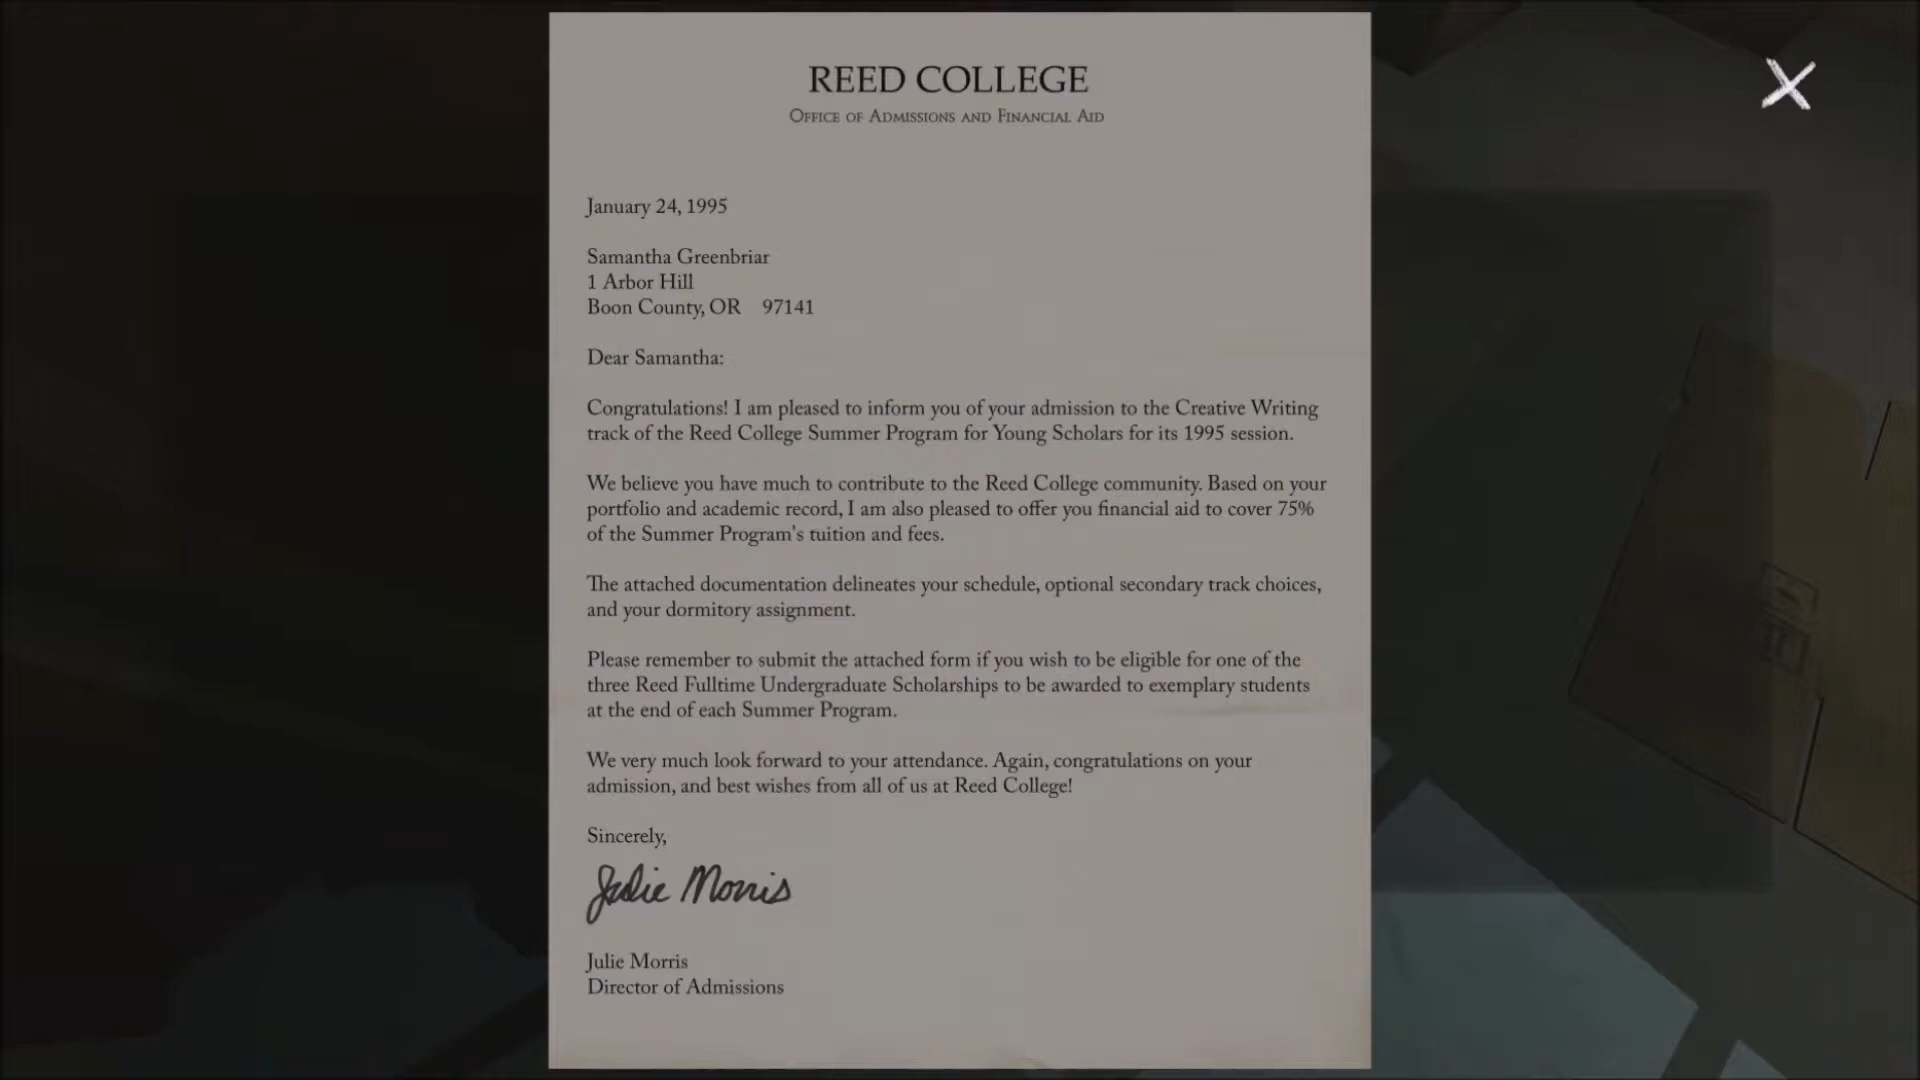 REED COLLEGE
Office of Admissions and Financial Aid
January 24, 1995
Samantha Greenbriar
1 Arbor Hill
Boon County, OR 97141
Dear Samantha:
Congratulations! I am pleased to inform you of your admission to the Creative Writing
track of the Reed College Summer Program for Young Scholars for its 1995 session.
We believe you have much to contribute to the Reed College community. Based on your
portfolio and academic record, I am also pleased to offer you financial aid to cover 75%
of the Summer Program's tuition and fees.
The attached documentation delineates your schedule, optional secondary track choices,
and your dormitory assignment.
Please remember to submit the attached form if you wish to be eligible for one of the
three Reed Fulltime Undergraduate Scholarships to be awarded to exemplary students
at the end of each Summer Program.
We very much look forward to your attendance. Again, congratulations on your
admission, and best wishes from all of us at Reed College!
Sincerely,
Julie Morris
Julie Morris
Director of Admissions